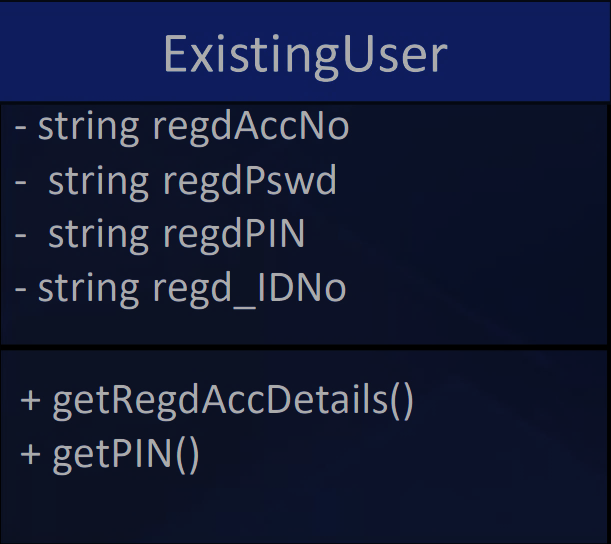 ExistingUser
- string regdAccNo
- string regdPswd
- string regdPIN
- string regd_IDNo
+ getRegdAccDetails()
+ getPIN()